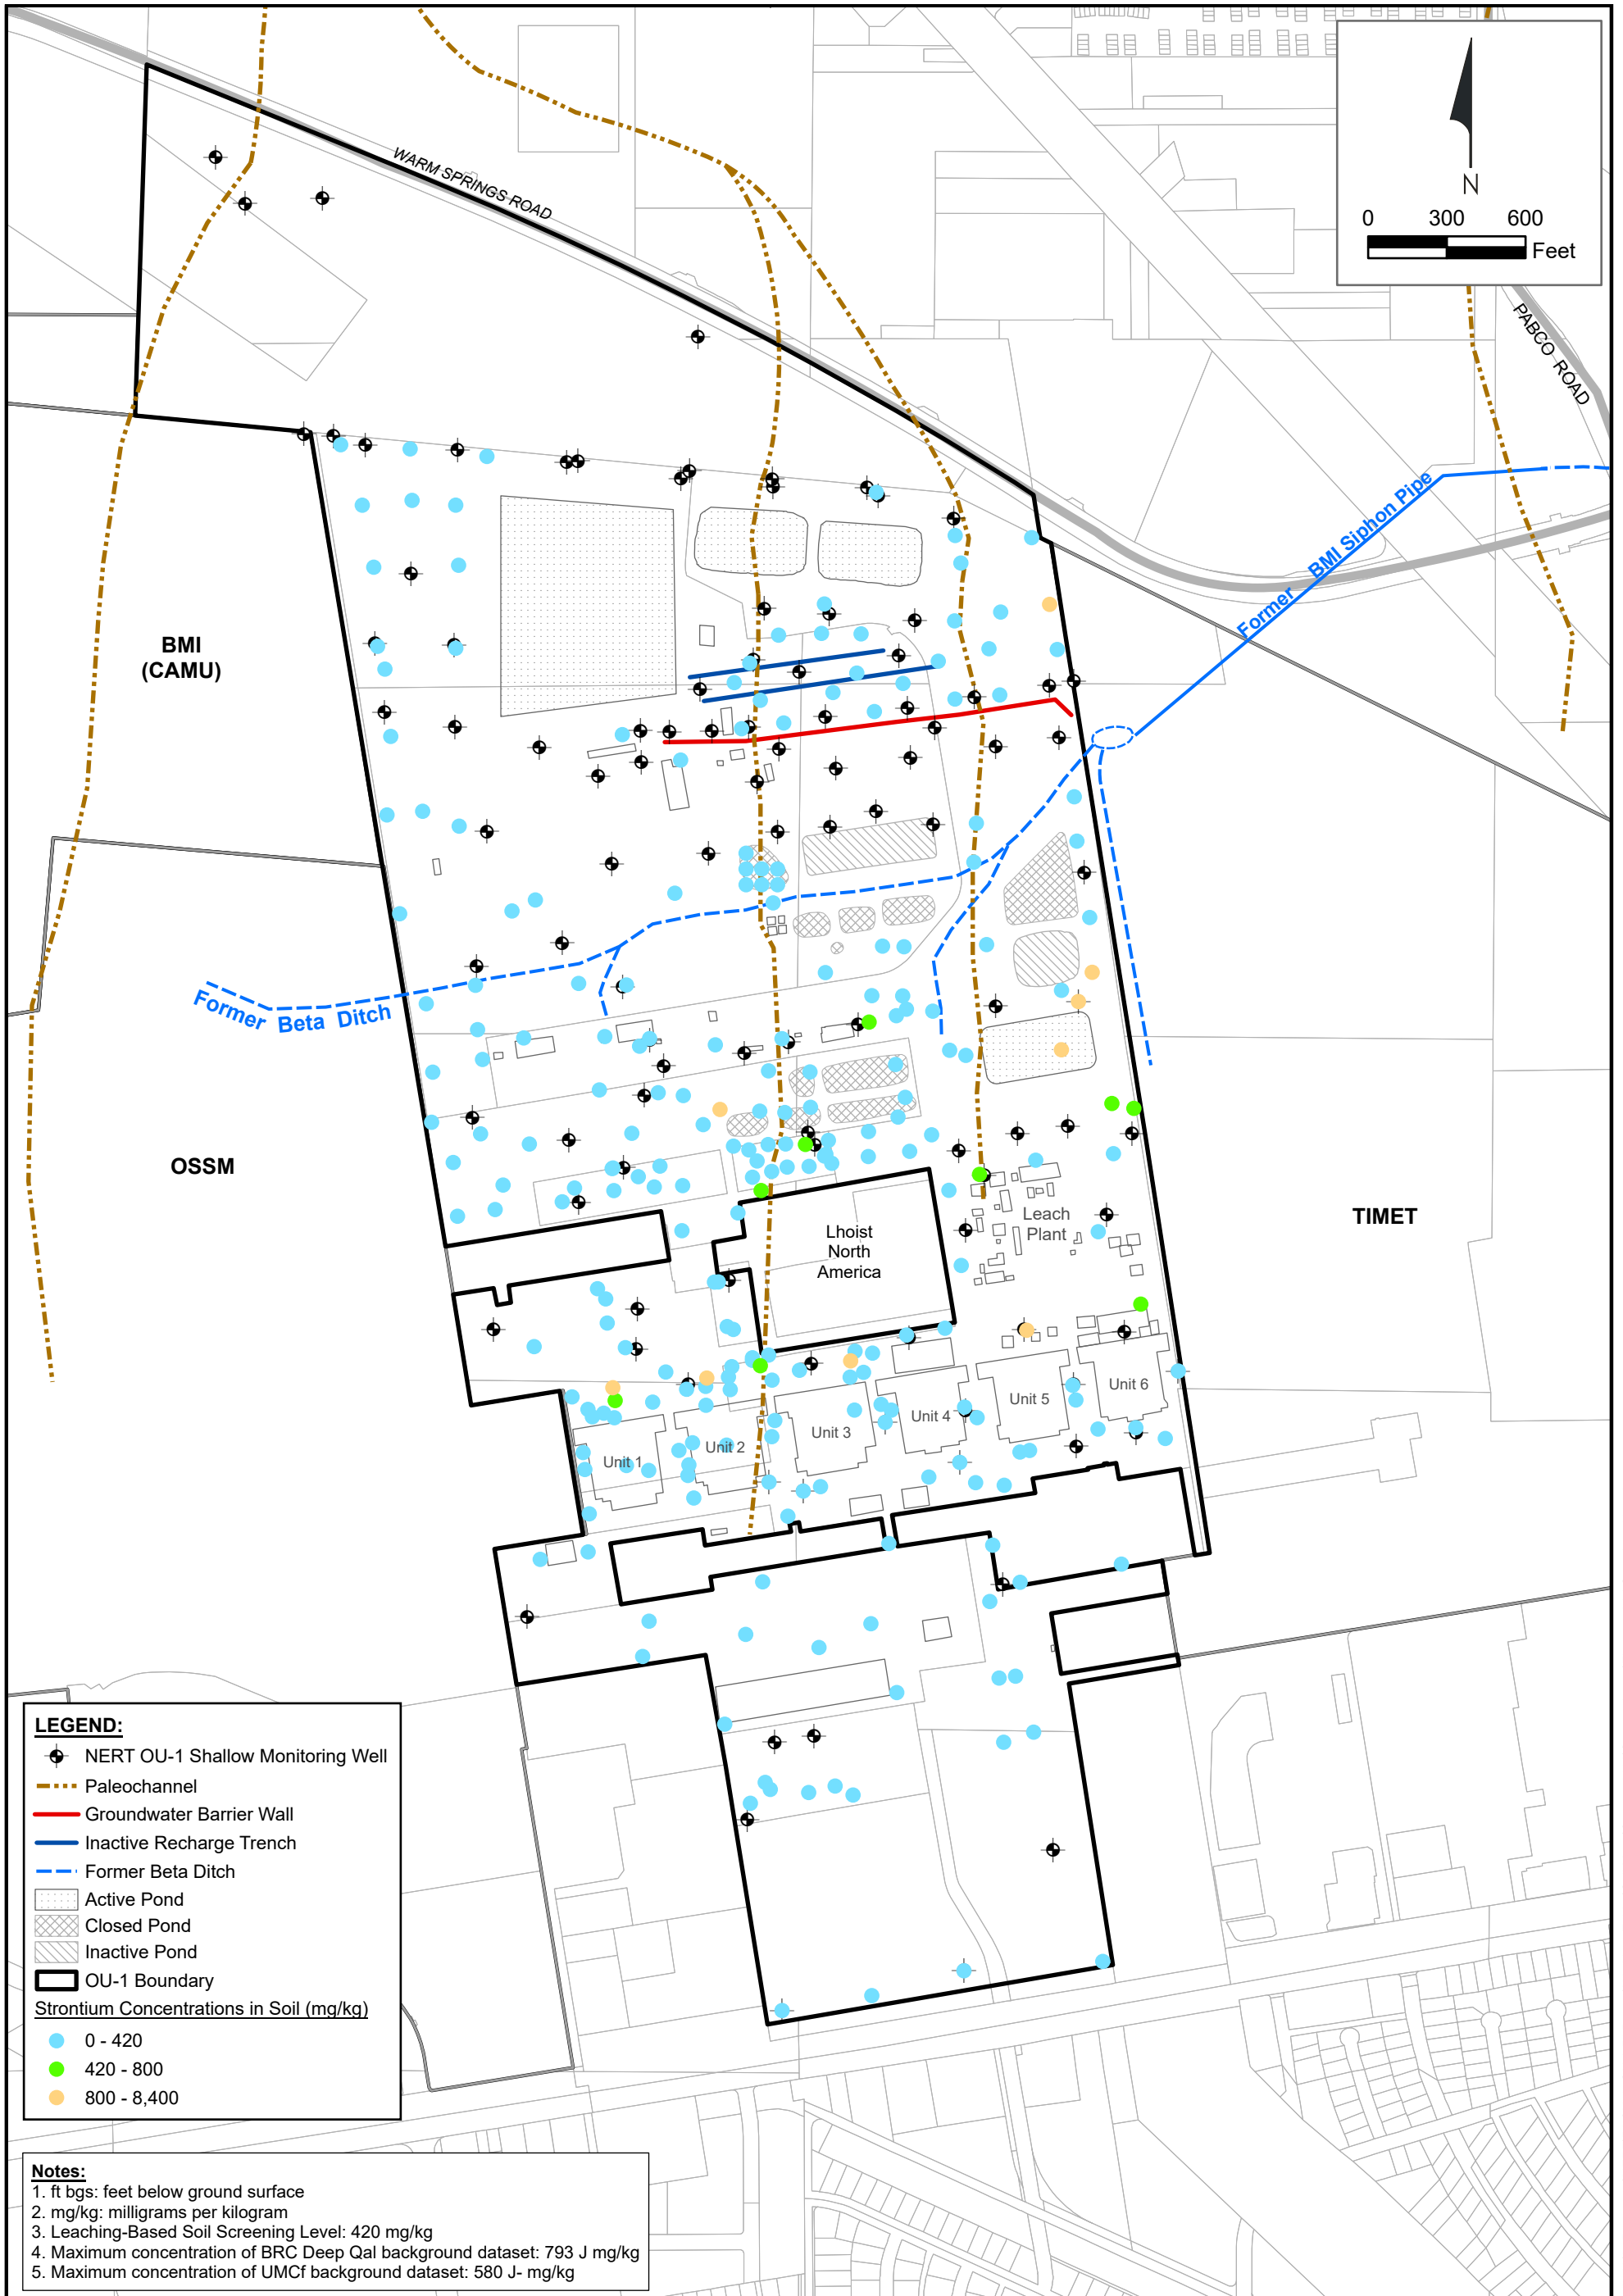 WARM SPRINGS ROAD
N
0 300 600
Feet
PABCO ROAD
Former BMI Siphon Pipe
BMI
(CAMU)
Former Beta Ditch
OSSM
TIMET
Lhoist
North
America
Leach
Plant
Unit 1
Unit 2
Unit 3
Unit 4
Unit 5
Unit 6
LEGEND:
NERT OU-1 Shallow Monitoring Well
Paleochannel
Groundwater Barrier Wall
Inactive Recharge Trench
Former Beta Ditch
Active Pond
Closed Pond
Inactive Pond
OU-1 Boundary
Strontium Concentrations in Soil (mg/kg)
0 - 420
420 - 800
800 - 8,400
Notes:
1. ft bgs: feet below ground surface
2. mg/kg: milligrams per kilogram
3. Leaching-Based Soil Screening Level: 420 mg/kg
4. Maximum concentration of BRC Deep Qal background dataset: 793 J mg/kg
5. Maximum concentration of UMCf background dataset: 580 J- mg/kg